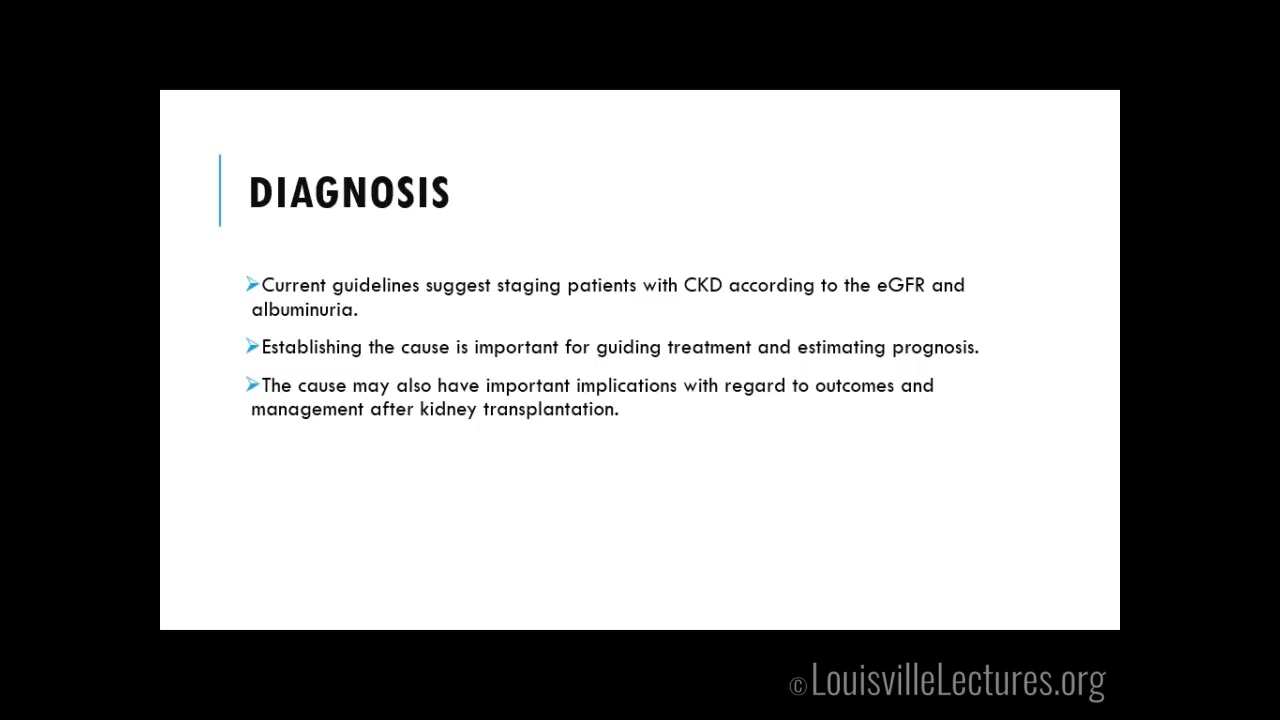 DIAGNOSIS
➢Current guidelines suggest staging patients with CKD according to the eGFR and
albuminuria.
➢Establishing the cause is important for guiding treatment and estimating prognosis.
➢The cause may also have important implications with regard to outcomes and
management after kidney transplantation.
© LouisvilleLectures.org